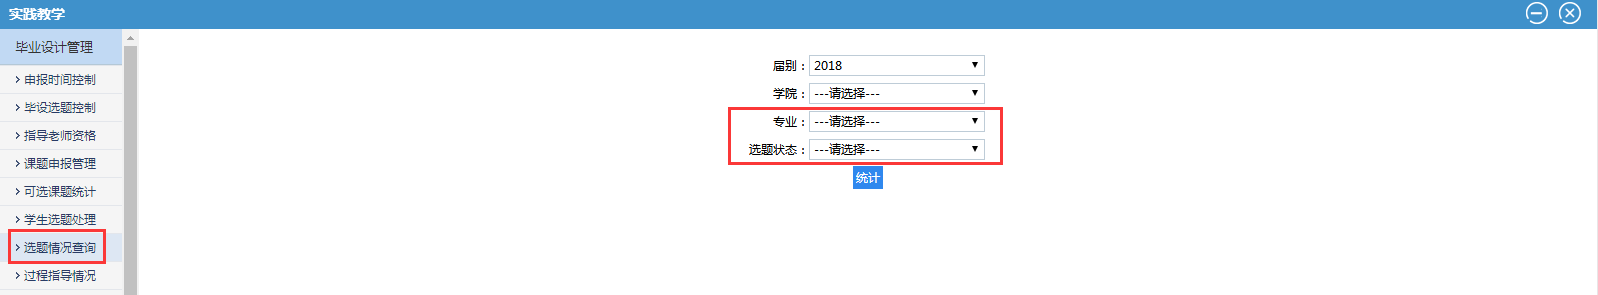 实践教学
毕业设计管理
申报时间控制
毕设选题控制
指导老师资格
课题申报管理
可选课题统计
学生选题处理
选题情况查询
过程指导情况
届别：2018
学院：---请选择---
专业：---请选择---
选题状态：---请选择---
统计